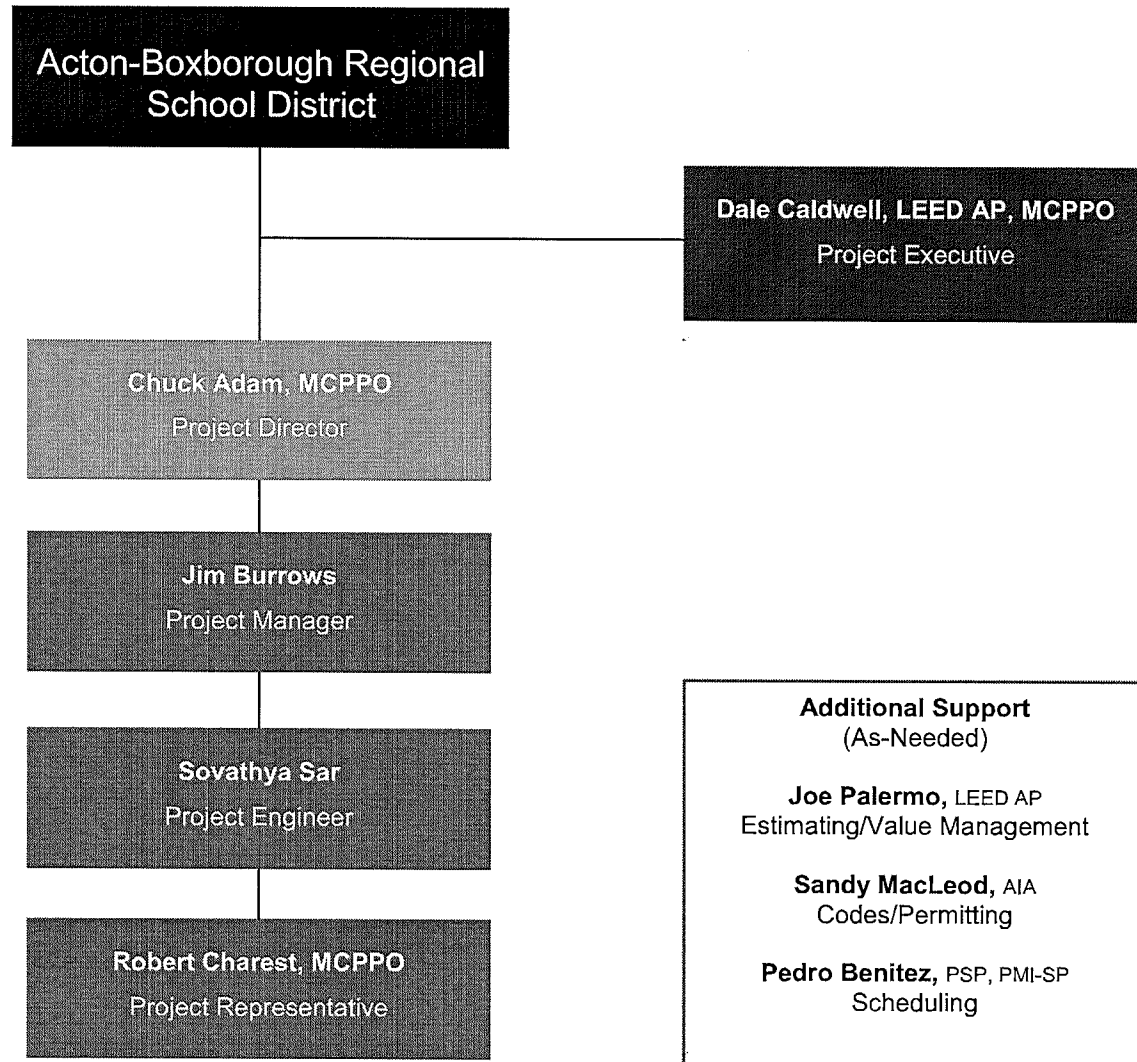 Acton-Boxborough Regional
School District
Dale Caldwell, LEED AP, MCPPO
Project Executive
Chuck Adam, MCPPO
Project Director
Jim Burrows
Project Manager
Sovathya Sar
Project Engineer
Robert Charest, MCPPO
Project Representative
Additional Support
(As-Needed)
Joe Palermo, LEED AP
Estimating/Value Management
Sandy MacLeod, AIA
Codes/Permitting
Pedro Benitez, PSP, PMI-SP
Scheduling